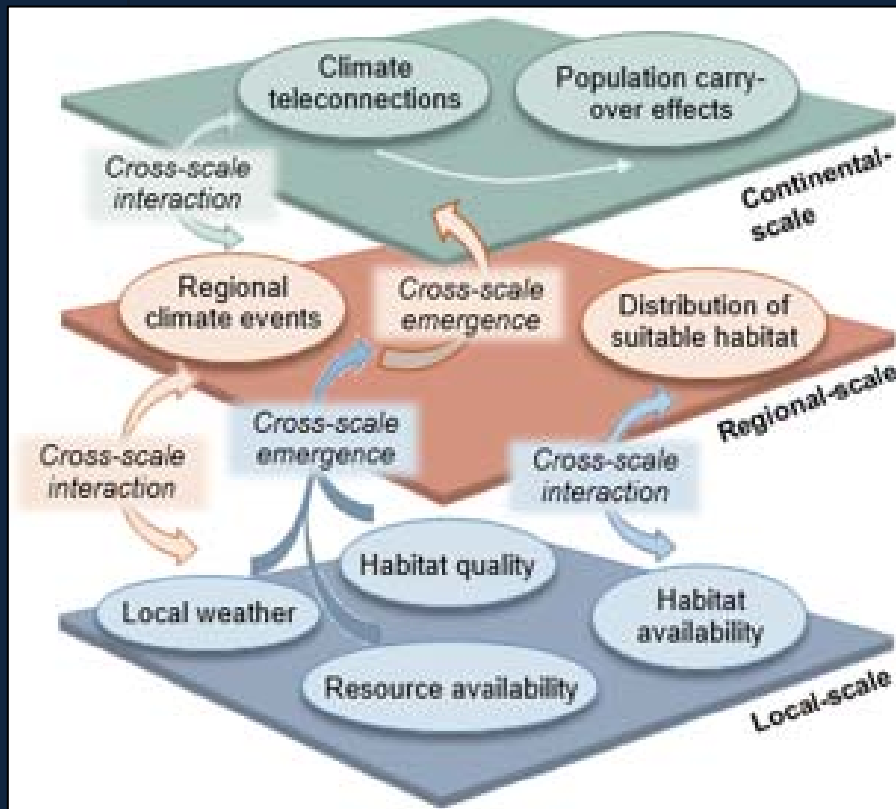 Climate
teleconnections
Population carry-
over effects
Cross-scale
interaction
Continental-
scale
Regional
climate events
Cross-scale
emergence
Distribution of
suitable habitat
Regional-scale
Cross-scale
interaction
Cross-scale
emergence
Cross-scale
interaction
Habitat quality
Local weather
Habitat
availability
Resource availability
Local-scale